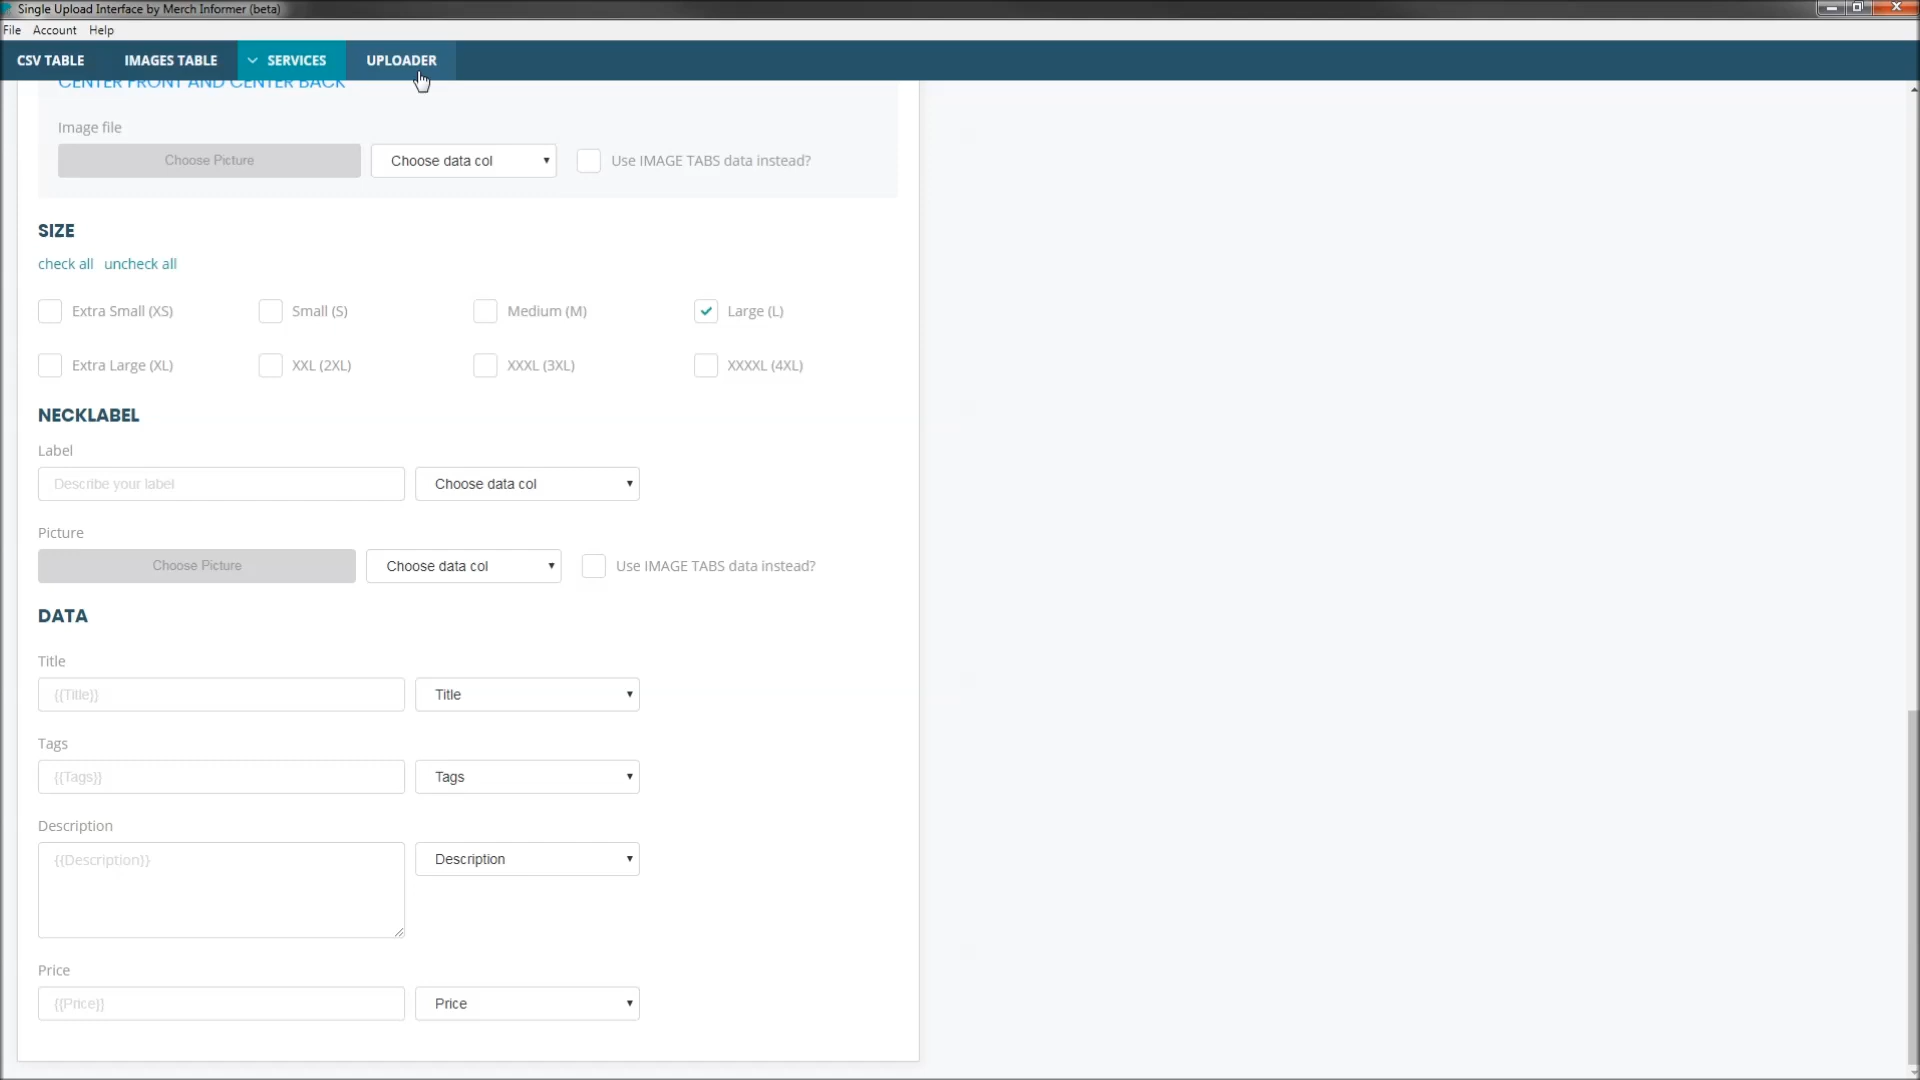 Single Upload Interface by Merch Informer (beta)
File Account Help
CSV TABLE IMAGES TABLE SERVICES UPLOADER
CENTER FRONT AND CENTER BACK
Image file
Choose Picture Choose data col Use IMAGE TABS data instead?
SIZE
check all uncheck all
Extra Small (XS) Small (S) Medium (M) Large (L)
Extra Large (XL) XXL (2XL) XXXL (3XL) XXXXL (4XL)
NECKLABEL
Label
Describe your label Choose data col
Picture
Choose Picture Choose data col Use IMAGE TABS data instead?
DATA
Title
{{Title}} Title
Tags
{{Tags}} Tags
Description
{{Description}} Description
Price
{{Price}} Price